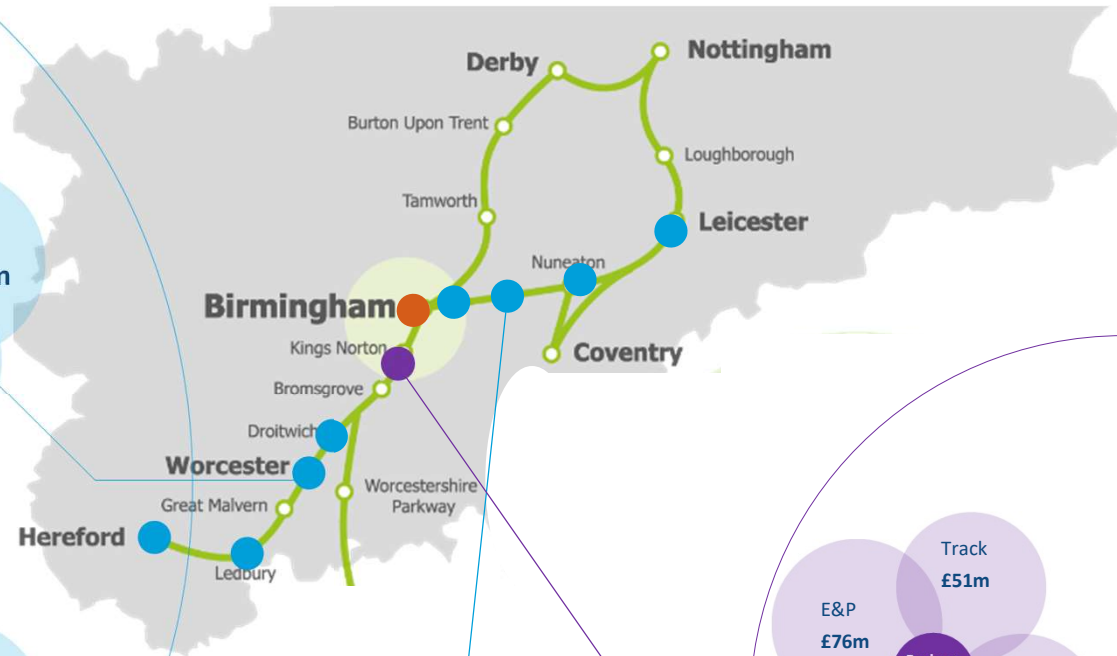 Nottingham
Derby
Burton Upon Trent
Loughborough
Tamworth
Leicester
Nuneaton
n
Birmingham
Kings Norton
Coventry
Bromsgrove
Droitwich
Worcester
Worcestershire
Parkway
Great Malvern
Hereford
Ledbury
Track
£51m
E&P
£76m